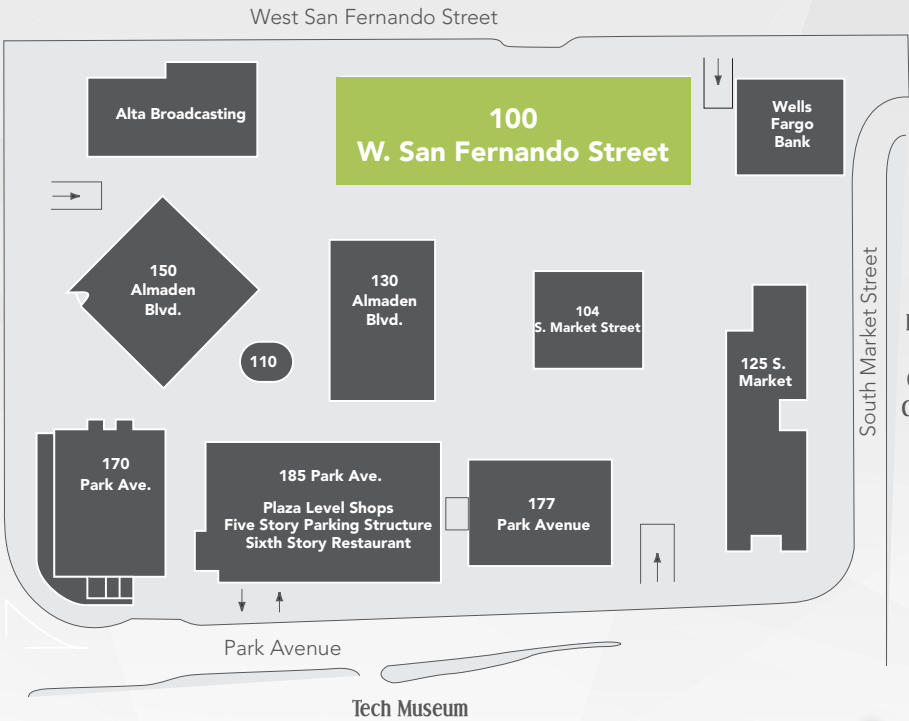 West San Fernando Street
Alta Broadcasting
100
W. San Fernando Street
Wells
Fargo
Bank
150
Almaden
Blvd.
130
Almaden
Blvd.
104
S. Market Street
110
125 S.
Market
South Market Street
170
Park Ave.
185 Park Ave.
Plaza Level Shops
Five Story Parking Structure
Sixth Story Restaurant
177
Park Avenue
Park Avenue
Tech Museum